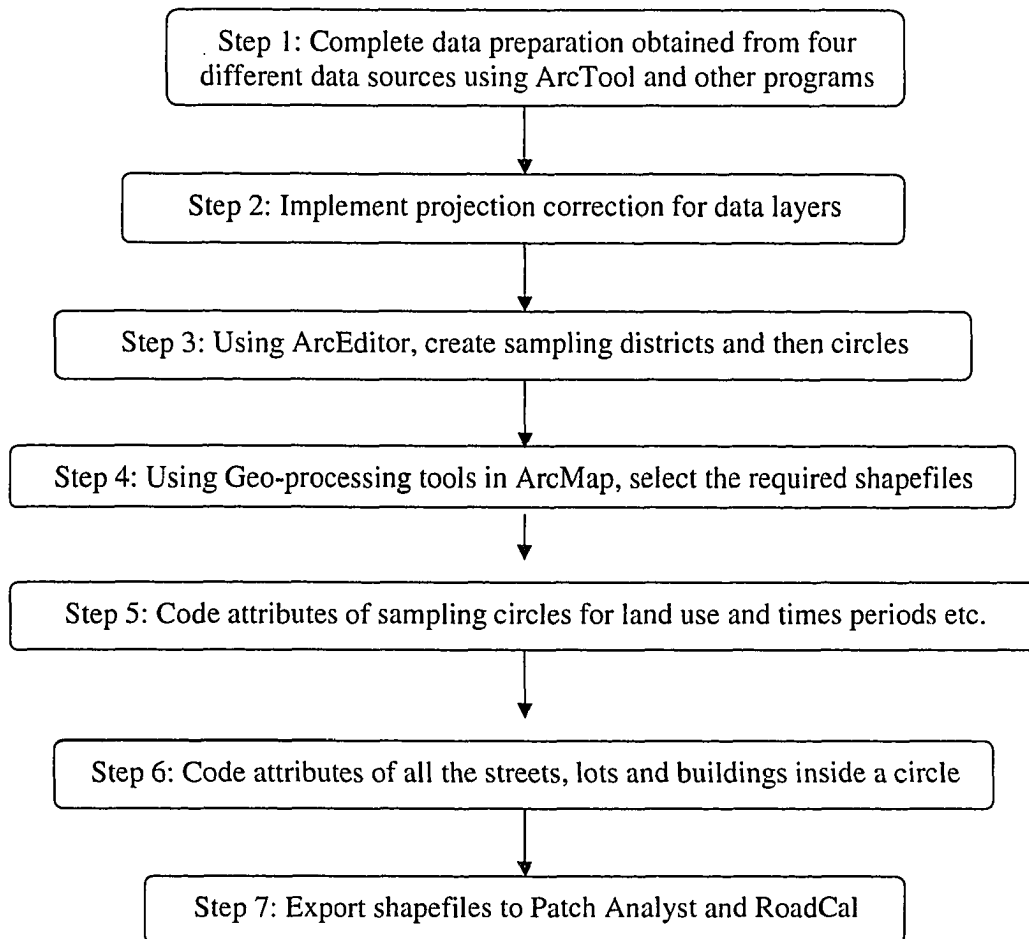 Step 1: Complete data preparation obtained from four
different data sources using ArcTool and other programs
Step 2: Implement projection correction for data layers
Step 3: Using ArcEditor, create sampling districts and then circles
Step 4: Using Geo-processing tools in ArcMap, select the required shapefiles
Step 5: Code attributes of sampling circles for land use and times periods etc.
Step 6: Code attributes of all the streets, lots and buildings inside a circle
Step 7: Export shapefiles to Patch Analyst and RoadCal